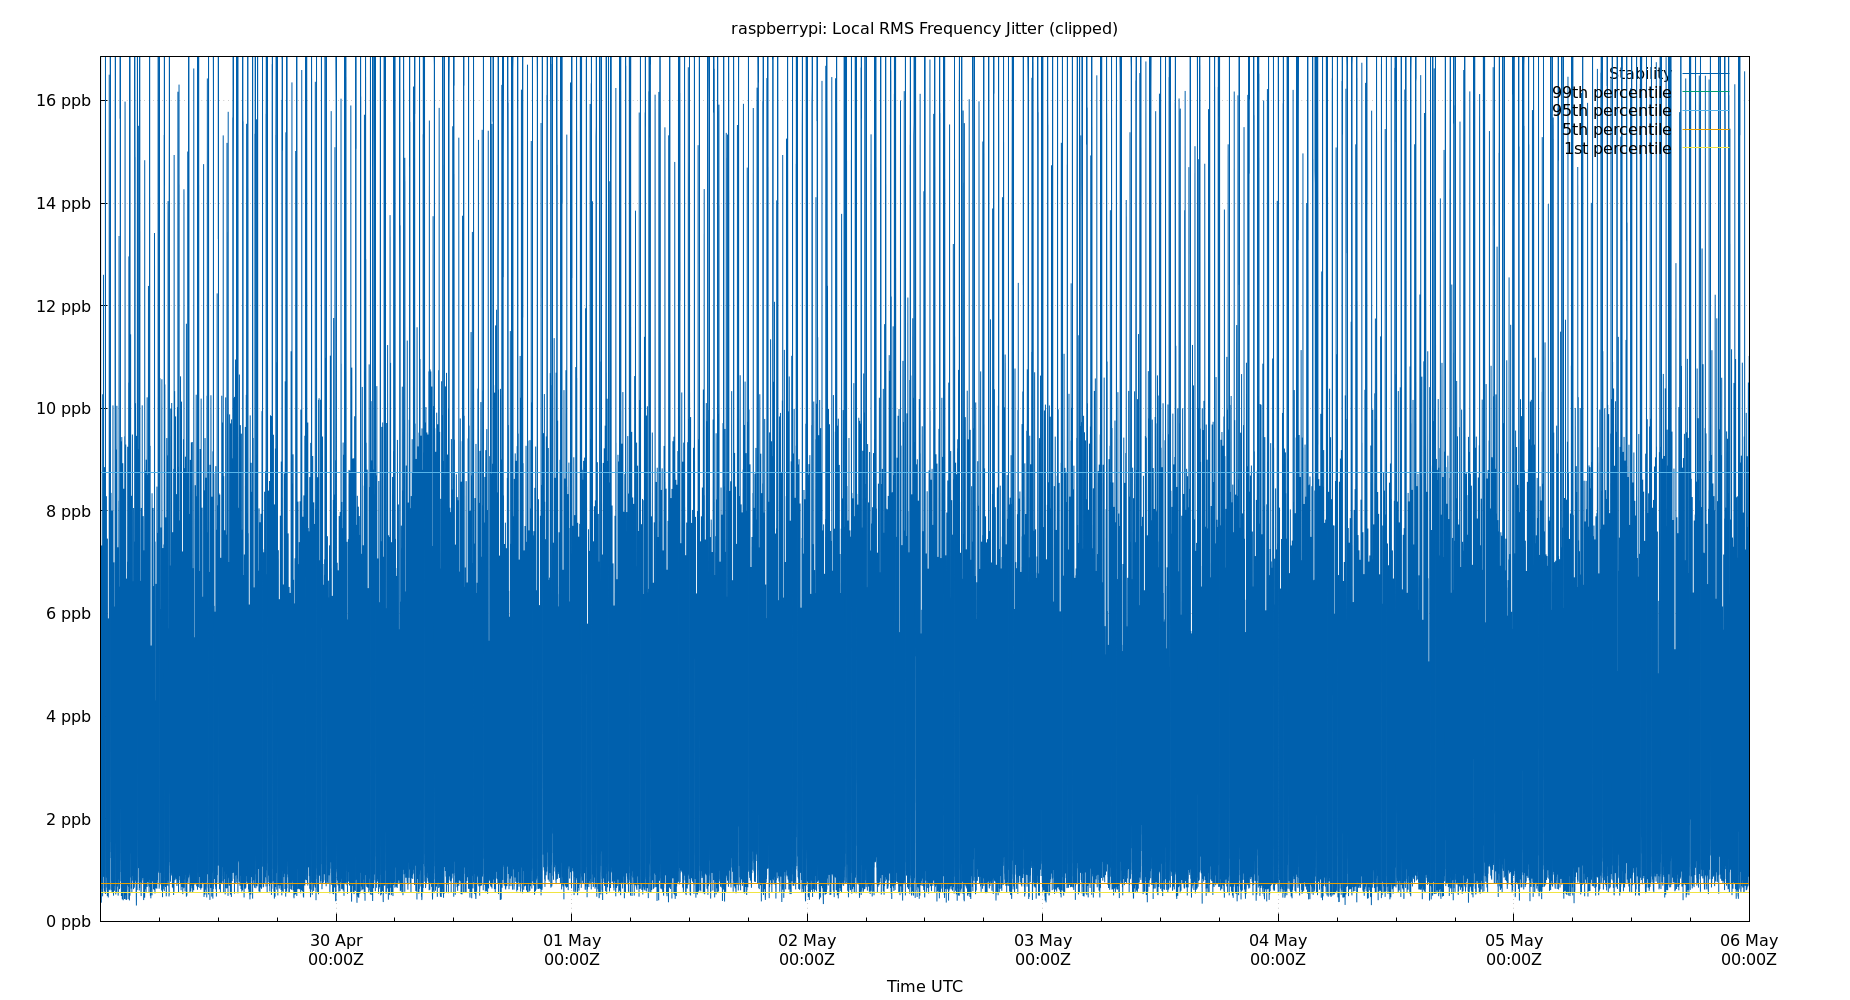 raspberrypi: Local RMS Frequency Jitter (clipped)
Stability
99th percentile
95th percentile
5th percentile
1st percentile
16 ppb
14 ppb
12 ppb
10 ppb
8 ppb
6 ppb
4 ppb
2 ppb
0 ppb
30 Apr 01 May 02 May 03 May 04 May 05 May 06 May
00:00Z 00:00Z 00:00Z 00:00Z 00:00Z 00:00Z 00:00Z
Time UTC